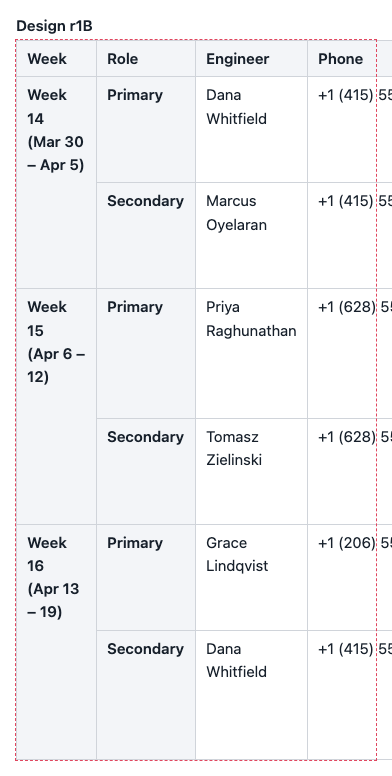 Design r1B
Week Role Engineer Phone
Week
14
(Mar 30
– Apr 5)
Primary
Dana
Whitfield
+1 (415)
Secondary
Marcus
Oyelaran
+1 (415)
Week
15
(Apr 6 –
12)
Primary
Priya
Raghunathan
+1 (628)
Secondary
Tomasz
Zielinski
+1 (628)
Week
16
(Apr 13
– 19)
Primary
Grace
Lindqvist
+1 (206)
Secondary
Dana
Whitfield
+1 (415)